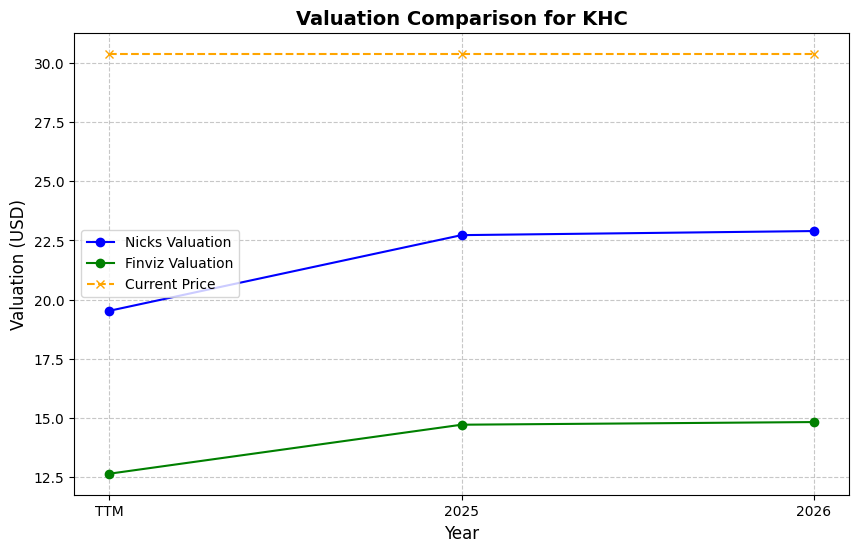 Valuation Comparison for KHC
Valuation (USD)
30.0
27.5
25.0
22.5
20.0
17.5
15.0
12.5
Nicks Valuation
Finviz Valuation
Current Price
TTM 2025 2026
Year